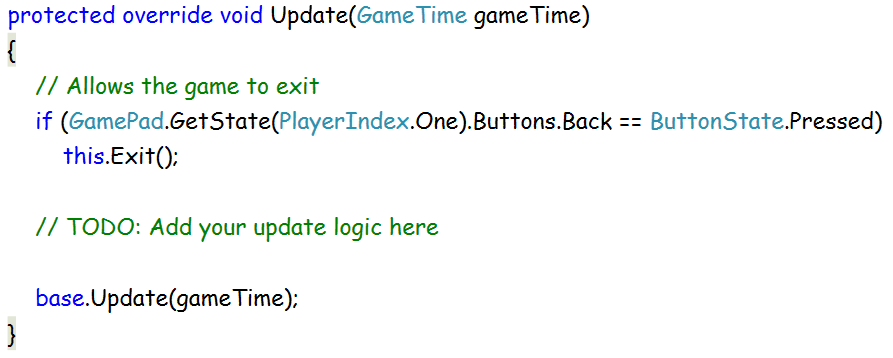 protected override void Update(GameTime gameTime)
{
// Allows the game to exit
if (GamePad.GetState(PlayerIndex.One).Buttons.Back == ButtonState.Pressed)
this.Exit();
// TODO: Add your update logic here
base.Update(gameTime);
}